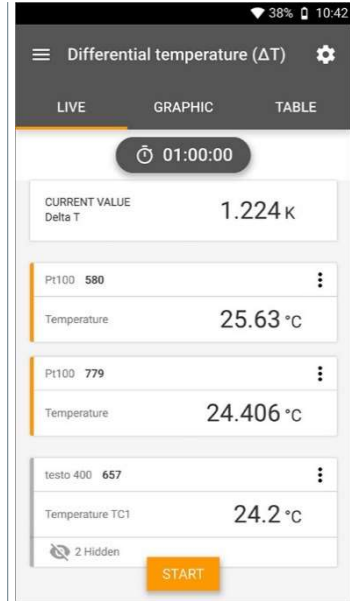 38% 10:42
Differential temperature (ΔT)
LIVE GRAPHIC TABLE
01:00:00
CURRENT VALUE
Delta T
1.224 K
Pt100 580
Temperature 25.63 °C
Pt100 779
Temperature 24.406 °C
testo 400 657
Temperature TC1 24.2 °C
2 Hidden
START